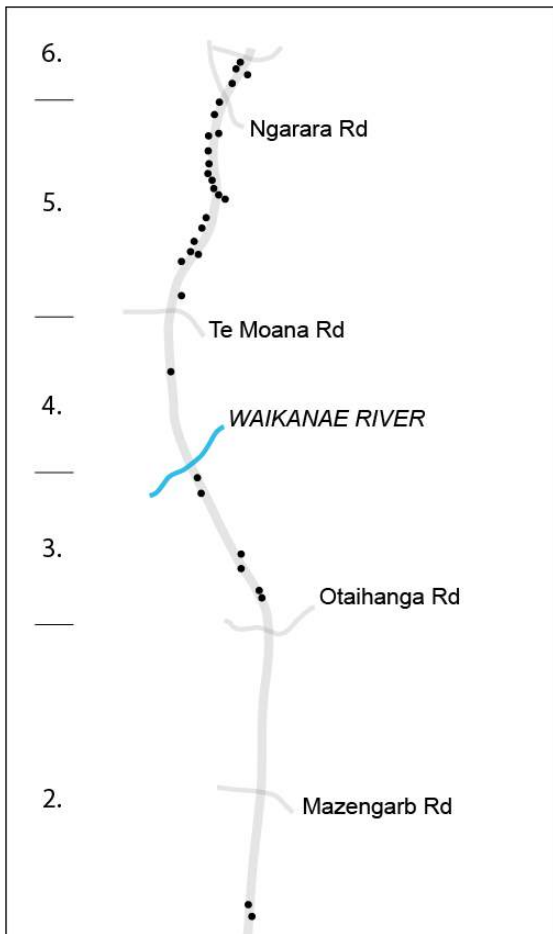 6.
Ngarara Rd
5.
Te Moana Rd
4.
WAIKANAE RIVER
3.
Otaihanga Rd
2.
Mazengarb Rd